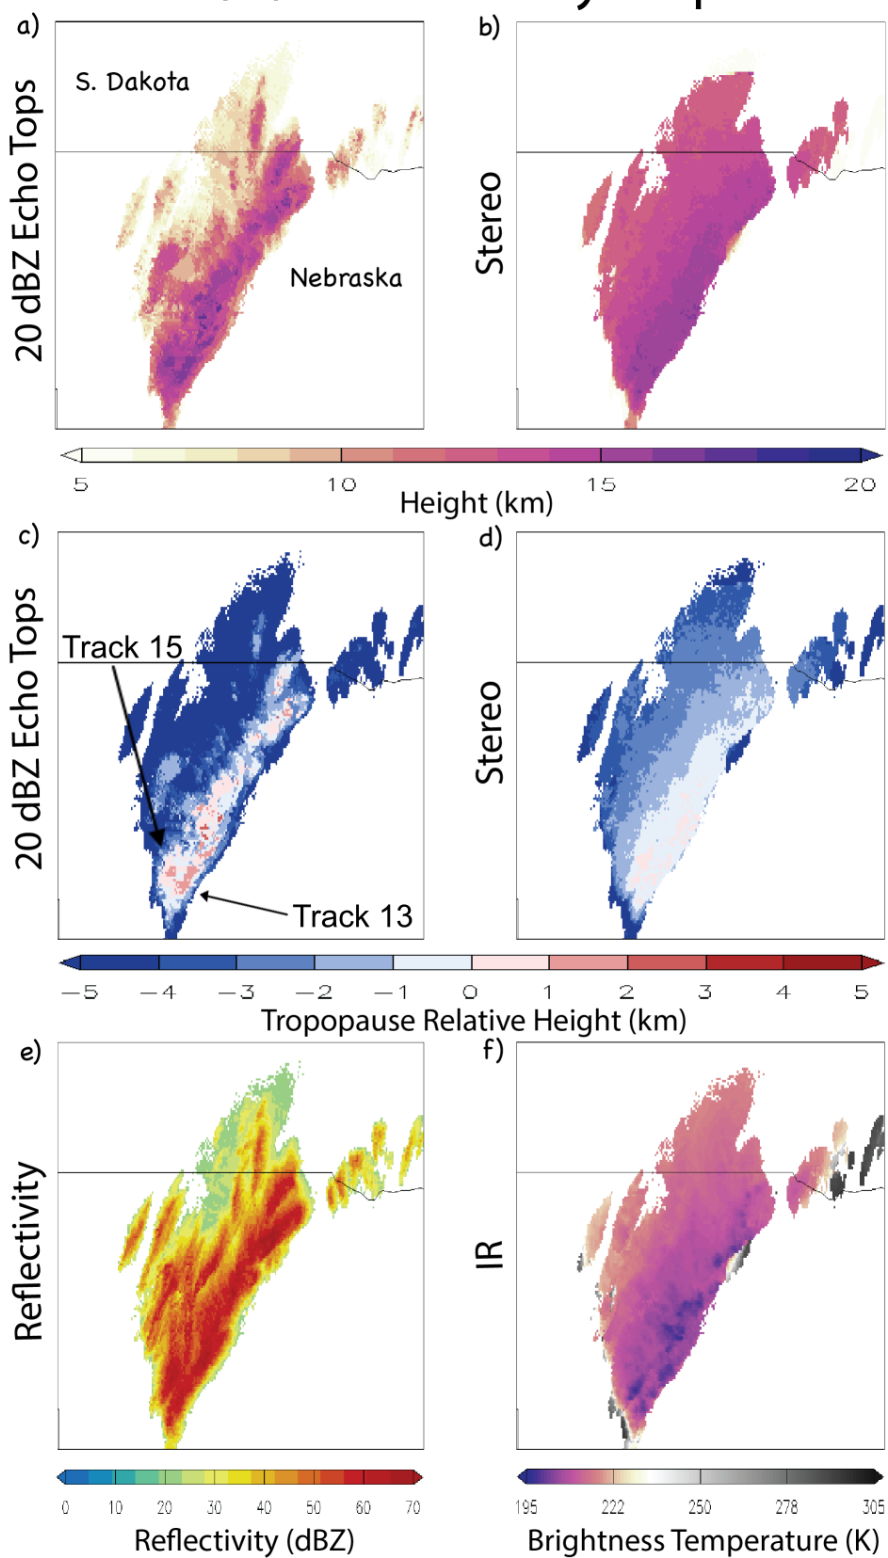 a)
S. Dakota
Nebraska
20 dBZ Echo Tops
b)
Stereo
5 10 15 20
Height (km)
c)
Track 15
Track 13
20 dBZ Echo Tops
d)
Stereo
−5 −4 −3 −2 −1 0 1 2 3 4 5
Tropopause Relative Height (km)
e)
Reflectivity
f)
IR
0 10 20 30 40 50 60 70
Reflectivity (dBZ)
195 222 250 278 305
Brightness Temperature (K)